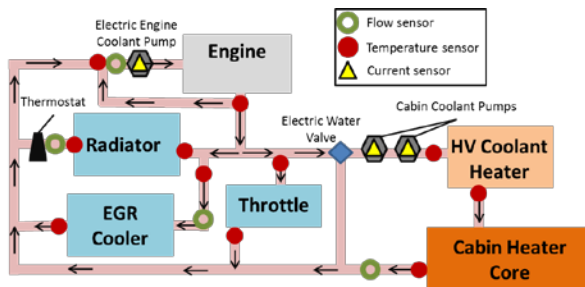 Electric Engine
Coolant Pump
Engine
Flow sensor
Temperature sensor
Current sensor
Thermostat
Radiator
Electric Water
Valve
Cabin Coolant Pumps
HV Coolant
Heater
EGR
Cooler
Throttle
Cabin Heater
Core